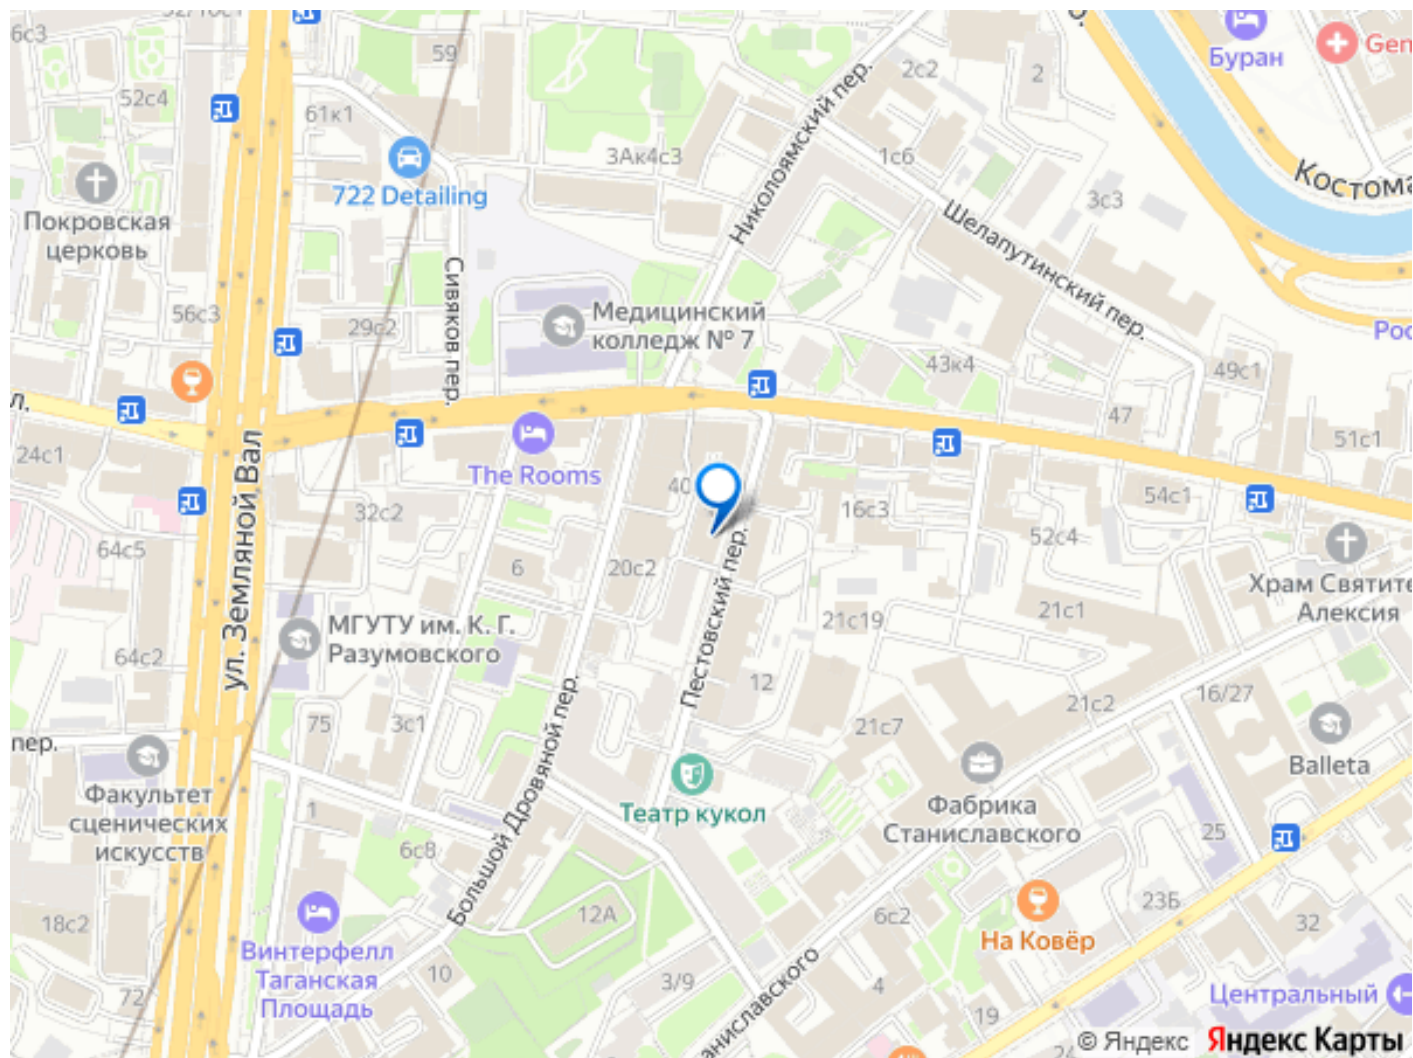 52/16с1
6с3
59
2с2
2
Буран
Gen
52с4
61к1
3Ак4с3
1с6
Николоямский пер.
Костома
722 Detailing
3с3
Покровская
церковь
Шелапутинский пер.
Сивяков пер.
56с3
29с2
Медицинский
колледж № 7
Рос
43к4
49с1
л.
47
51с1
24с1
The Rooms
40
54с1
32с2
16с3
ул. Земляной Вал
52с4
64с5
6
20с2
Пестовский пер.
Храм Святите
Алексия
21с1
21с19
МГУТУ им. К. Г.
Разумовского
64с2
12
16/27
21с2
75
3с1
21с7
пер.
Большой Дровяной пер.
Balleta
Факультет
сценических
искусств
1
Театр кукол
Фабрика
Станиславского
25
6с8
12А
6с2
23Б
32
18с2
На Ковёр
Винтерфелл
Таганская
Площадь
10
3/9
4
72
аниславского
19
Центральный
© Яндекс Яндекс Карты